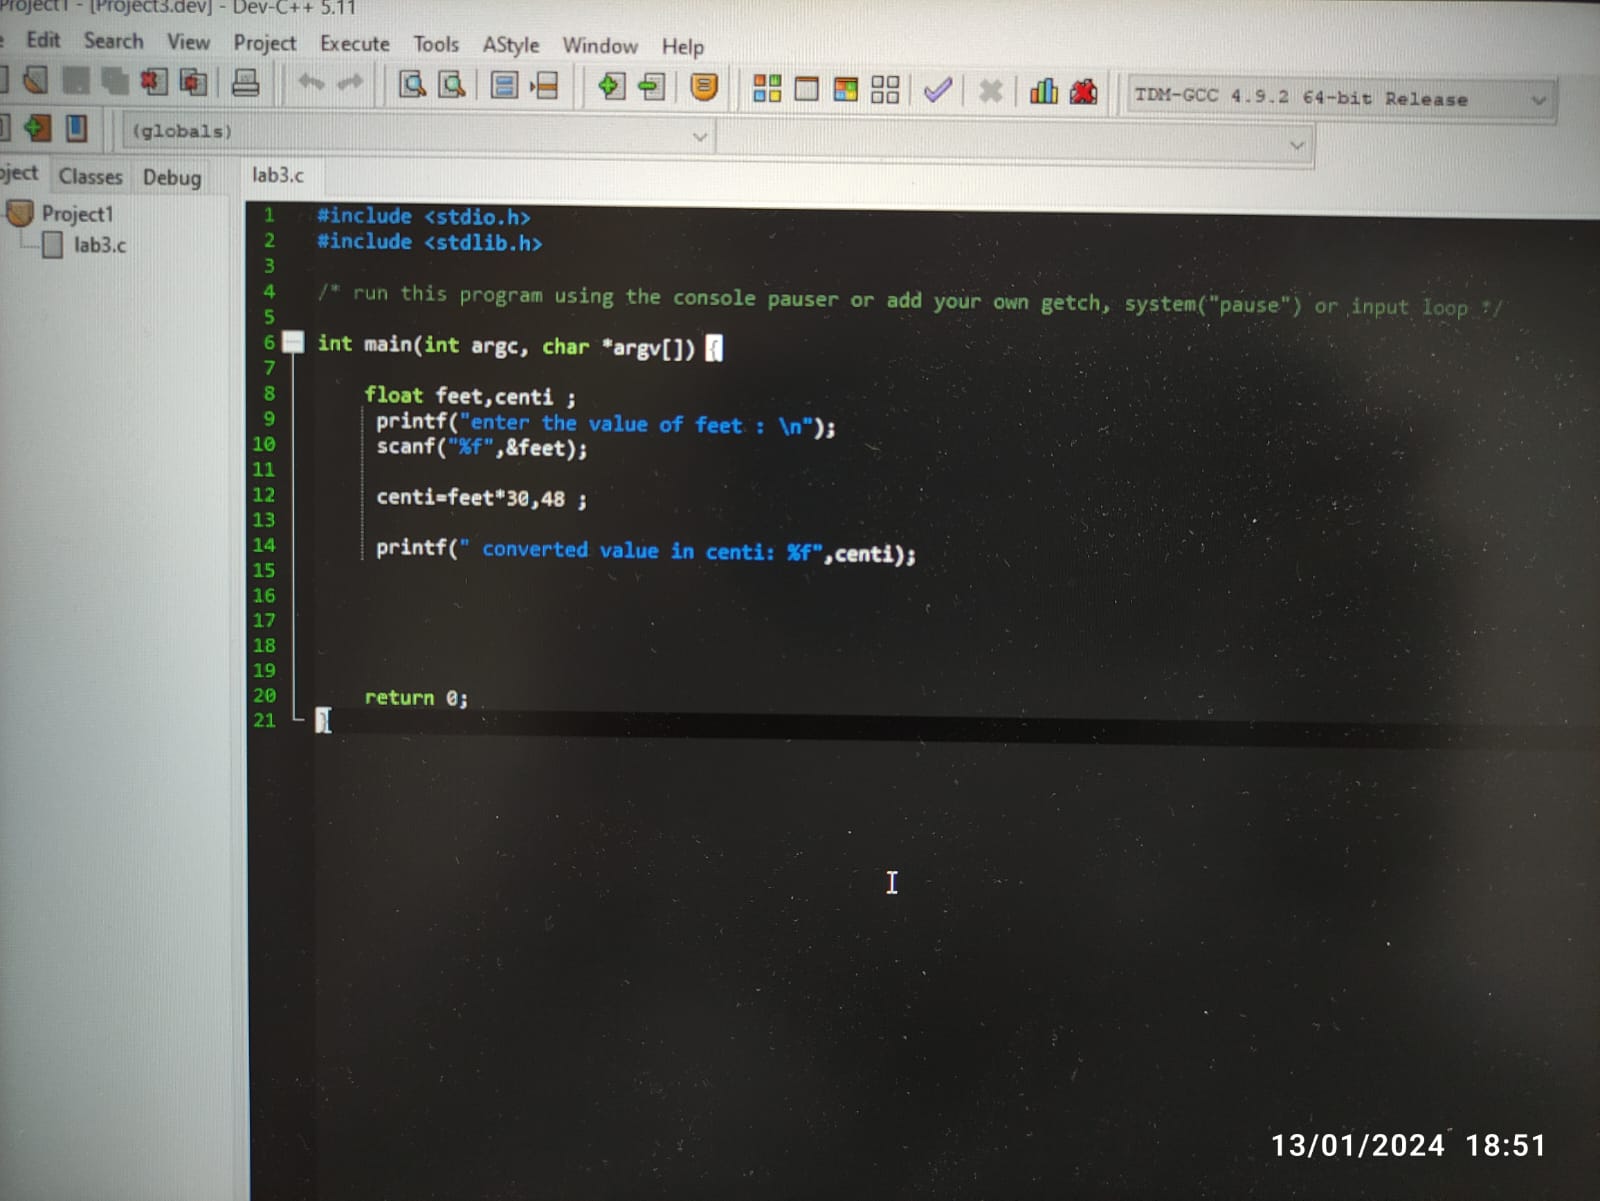 Project1 - [Project3.dev] - Dev-C++ 5.11
Edit Search View Project Execute Tools AStyle Window Help
TDM-GCC 4.9.2 64-bit Release
(globals)
Classes Debug
lab3.c
Project1
lab3.c
1 #include <stdio.h>
2 #include <stdlib.h>
3
4 /* run this program using the console pauser or add your own getch, system("pause") or input loop */
5
6 int main(int argc, char *argv[]) {
7
8 float feet,centi ;
9 printf("enter the value of feet : \n");
10 scanf("%f",&feet);
11
12 centi=feet*30,48 ;
13
14 printf(" converted value in centi: %f",centi);
15
16
17
18
19
20 return 0;
21 }
13/01/2024 18:51